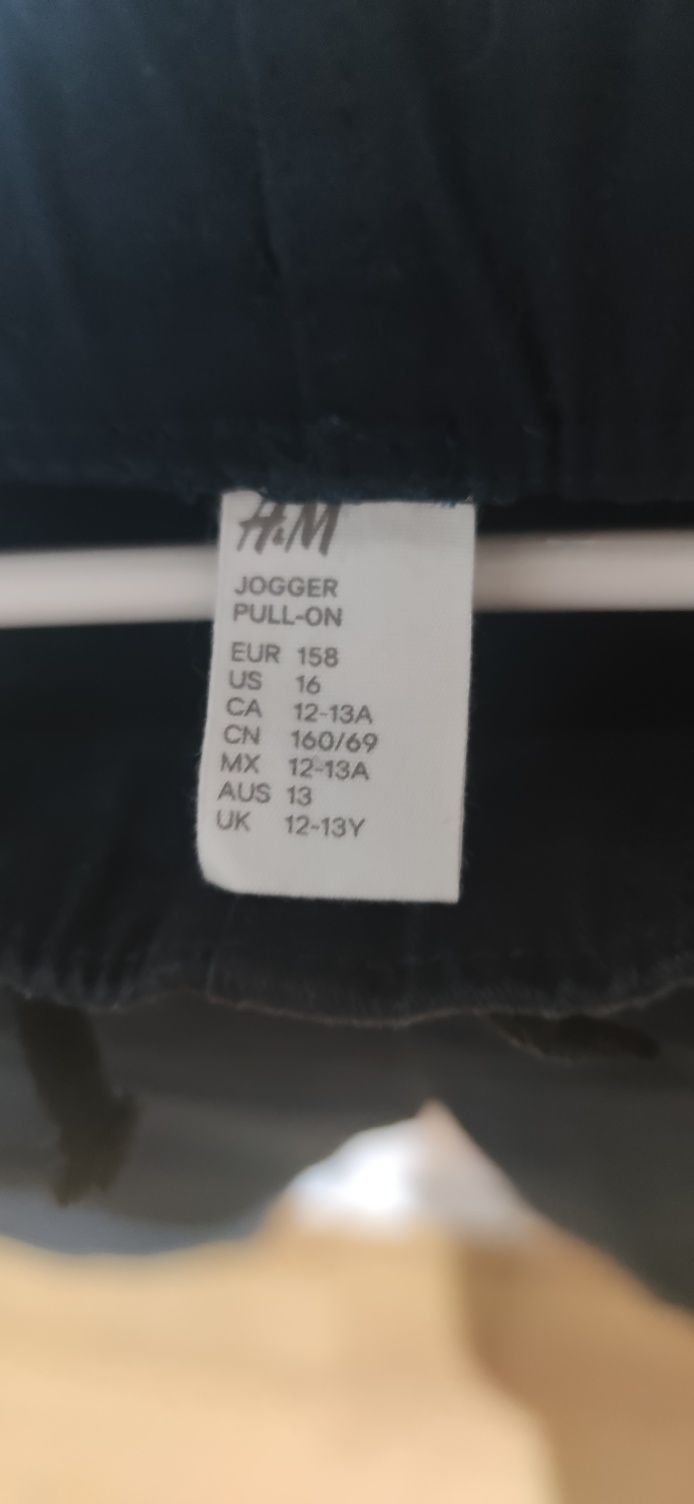 H&M
JOGGER
PULL-ON
EUR 158
US 16
CA 12-13A
CN 160/69
MX 12-13A
AUS 13
UK 12-13Y